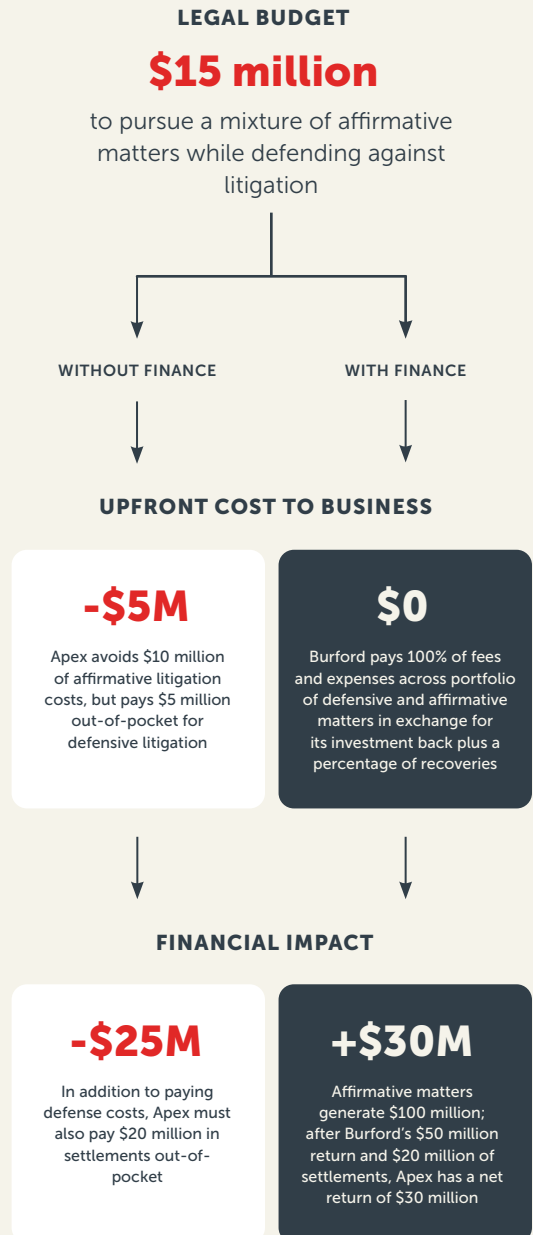 LEGAL BUDGET
$15 million
to pursue a mixture of affirmative
matters while defending against
litigation
WITHOUT FINANCE
WITH FINANCE
UPFRONT COST TO BUSINESS
-$5M
Apex avoids $10 million
of affirmative litigation
costs, but pays $5 million
out-of-pocket for
defensive litigation
$0
Burford pays 100% of fees
and expenses across portfolio
of defensive and affirmative
matters in exchange for
its investment back plus a
percentage of recoveries
FINANCIAL IMPACT
-$25M
In addition to paying
defense costs, Apex must
also pay $20 million in
settlements out-of-
pocket
+$30M
Affirmative matters
generate $100 million;
after Burford’s $50 million
return and $20 million of
settlements, Apex has a net
return of $30 million